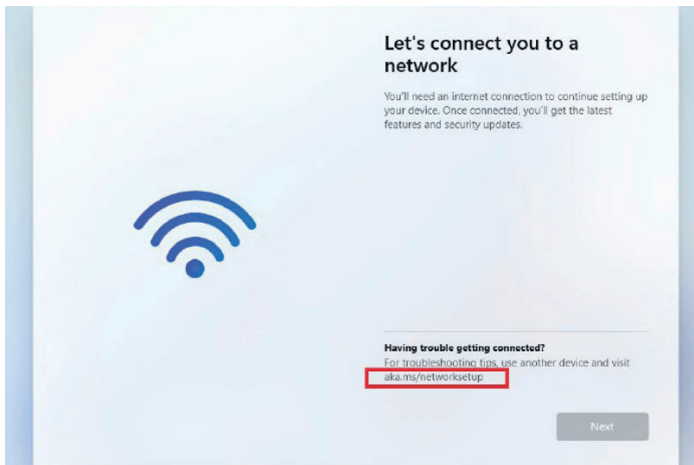 Let's connect you to a
network
You'll need an internet connection to continue setting up
your device. Once connected, you'll get the latest
features and security updates.
Having trouble getting connected?
For troubleshooting tips, use another device and visit
aka.ms/networksetup
Next